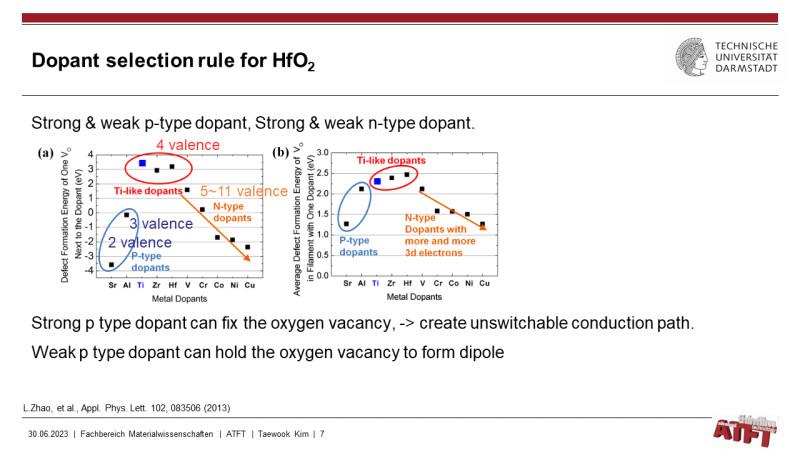 Dopant selection rule for HfO2
TECHNISCHE
UNIVERSITÄT
DARMSTADT
Strong & weak p-type dopant, Strong & weak n-type dopant.
(a)
Defect Formation Energy of One Vo
Next to the Dopant (eV)
4
3
2
1
0
-1
-2
-3
-4
4 valence
Ti-like dopants
5~11 valence
N-type
dopants
3 valence
2 valence
P-type
dopants
Sr Al Ti Zr Hf V Cr Co Ni Cu
Metal Dopants
(b)
Average Defect Formation Energy of Vo
in Filament with One Dopant (eV)
3.0
2.5
2.0
1.5
1.0
0.5
0.0
Ti-like dopants
P-type
dopants
N-type
Dopants with
more and more
3d electrons
Sr Al Ti Zr Hf V Cr Co Ni Cu
Metal Dopants
Strong p type dopant can fix the oxygen vacancy, -> create unswitchable conduction path.
Weak p type dopant can hold the oxygen vacancy to form dipole
L.Zhao, et al., Appl. Phys. Lett. 102, 083506 (2013)
30.06.2023 | Fachbereich Materialwissenschaften | ATFT | Taewook Kim | 7
ATFT